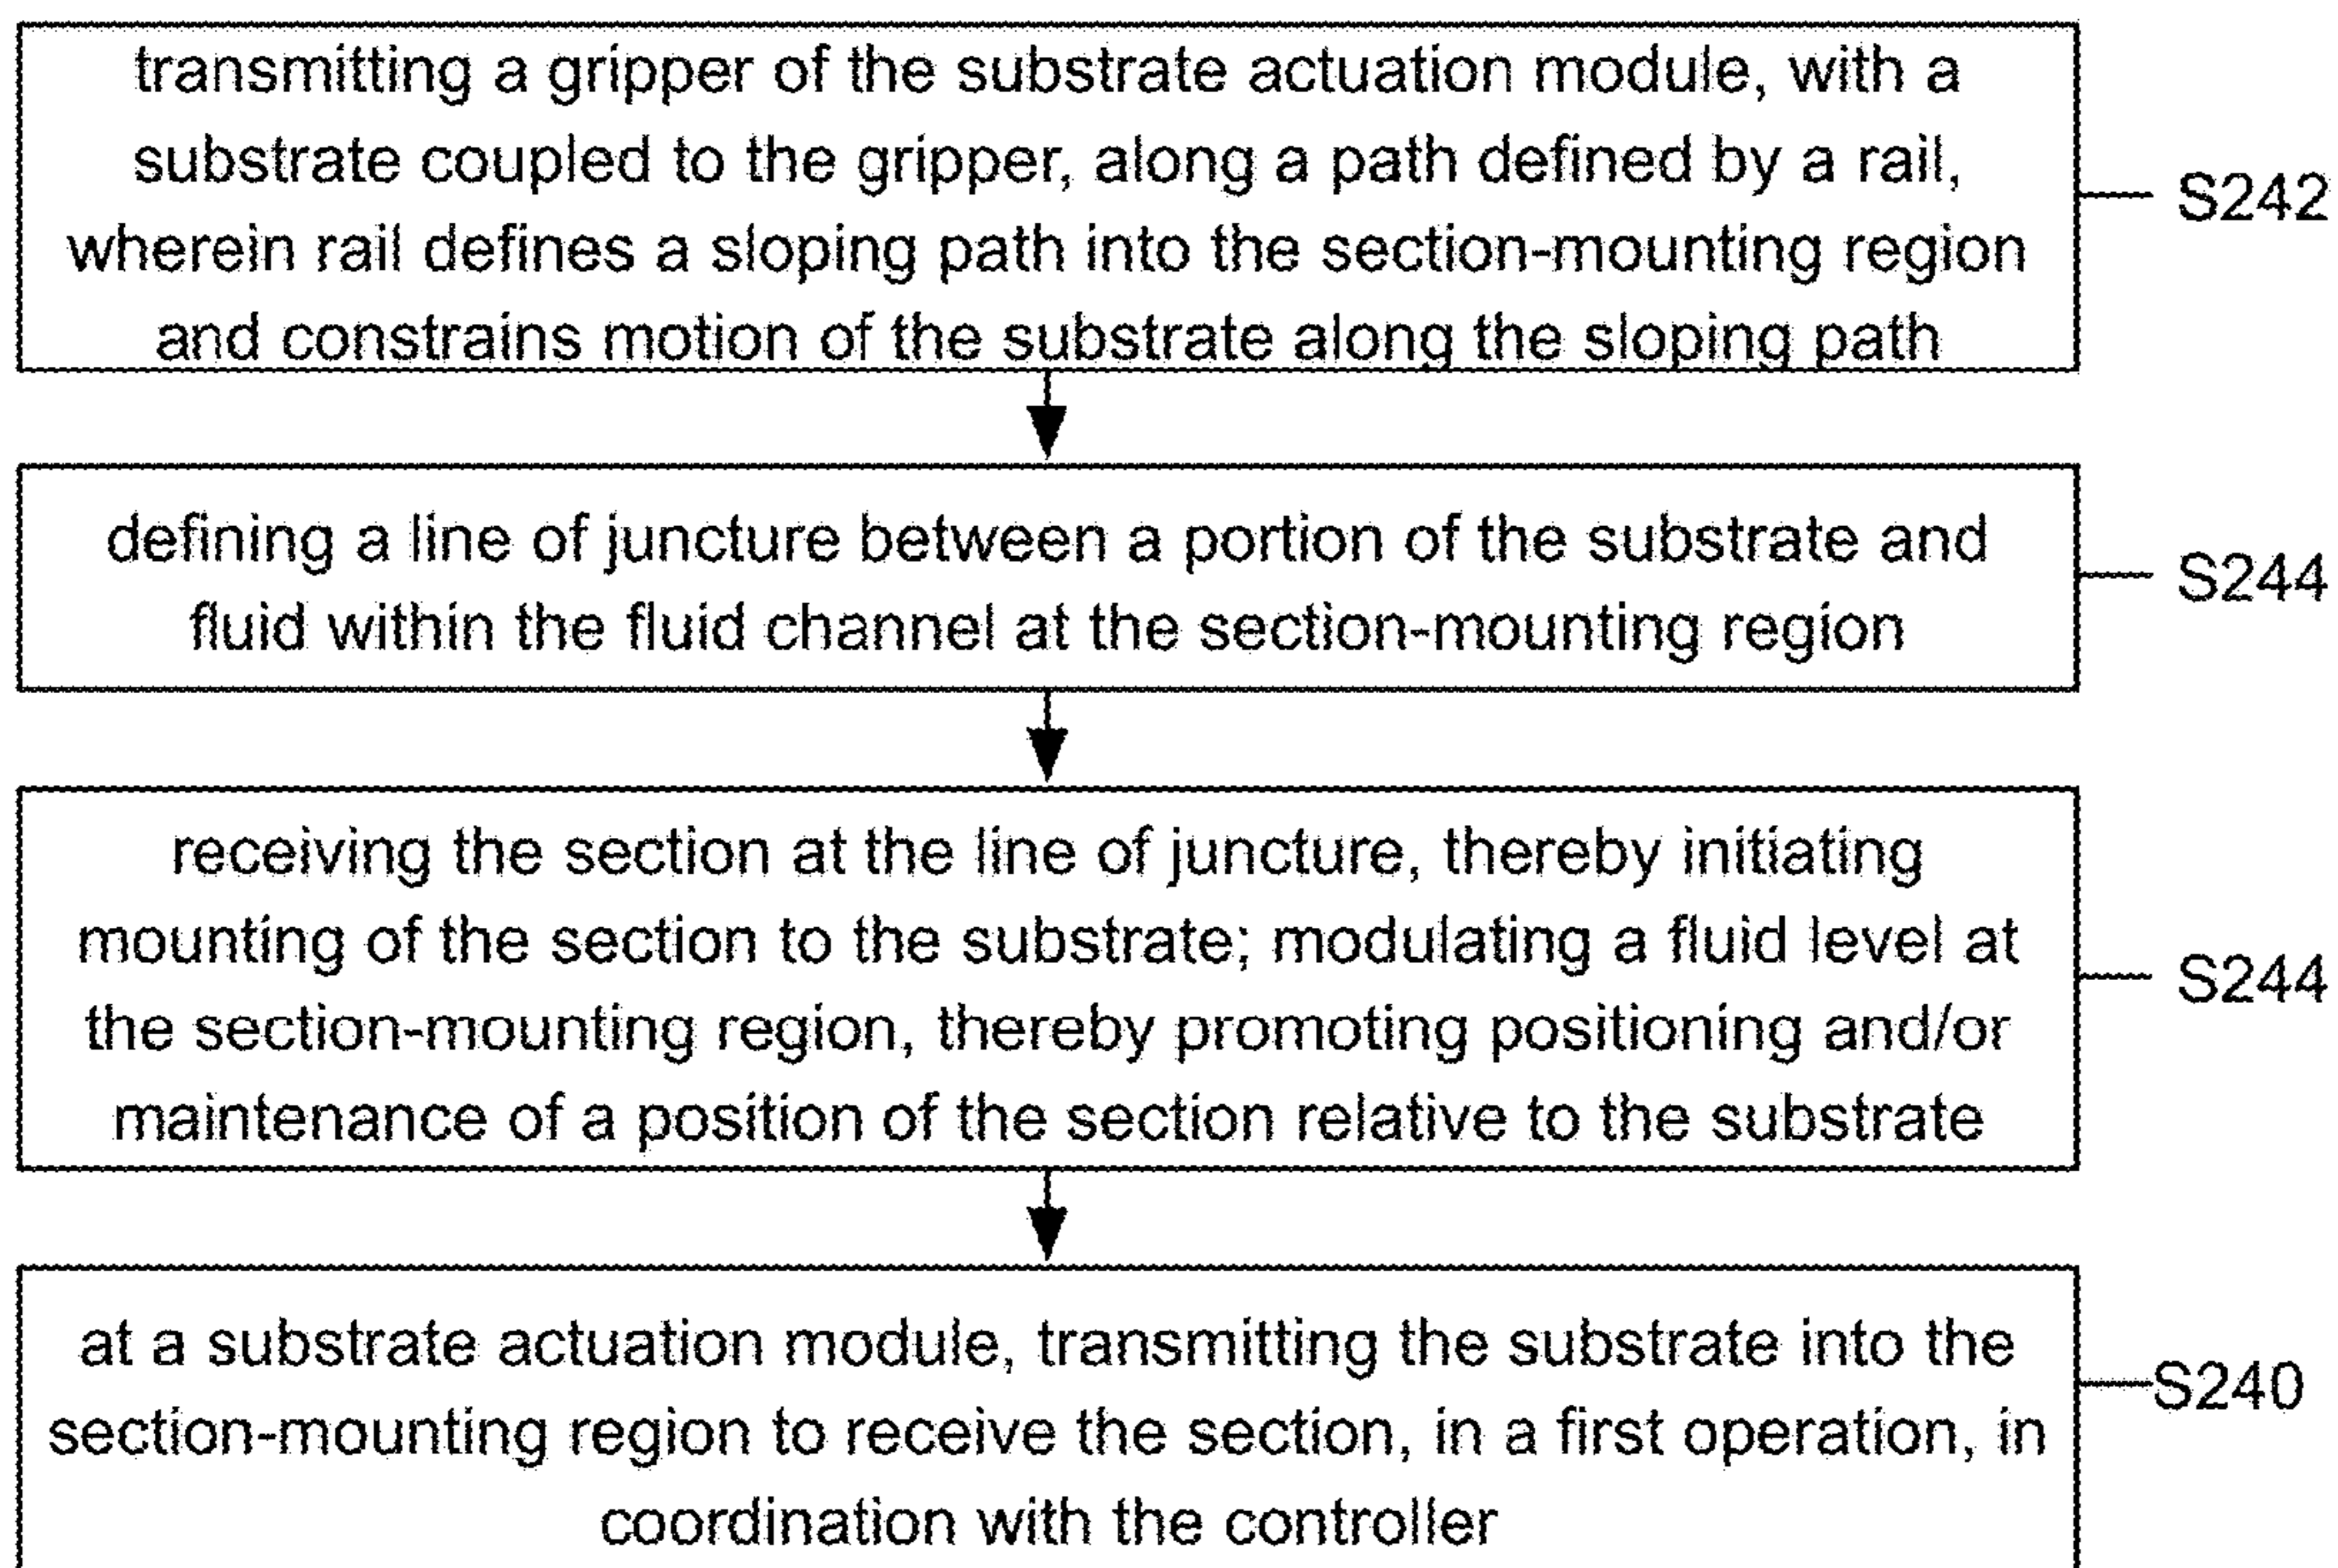 transmitting a gripper of the substrate actuation module, with a
substrate coupled to the gripper, along a path defined by a rail,
wherein rail defines a sloping path into the section-mounting region
and constrains motion of the substrate along the sloping path
S242
defining a line of juncture between a portion of the substrate and
fluid within the fluid channel at the section-mounting region
S244
receiving the section at the line of juncture, thereby initiating
mounting of the section to the substrate; modulating a fluid level at
the section-mounting region, thereby promoting positioning and/or
maintenance of a position of the section relative to the substrate
S244
at a substrate actuation module, transmitting the substrate into the
section-mounting region to receive the section, in a first operation, in
coordination with the controller
S240